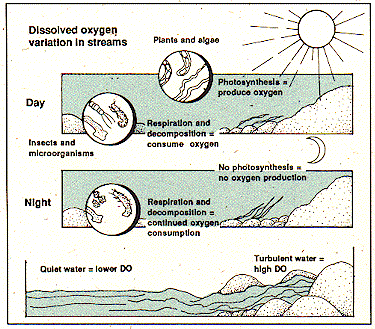 Dissolved oxygen
variation in streams
Plants and algae
Photosynthesis =
produce oxygen
Day
Respiration and
decomposition =
consume oxygen
Insects and
microorganisms
No photosynthesis =
no oxygen production
Night
Respiration and
decomposition =
continued oxygen
consumption
Quiet water = lower DO
Turbulent water =
high DO